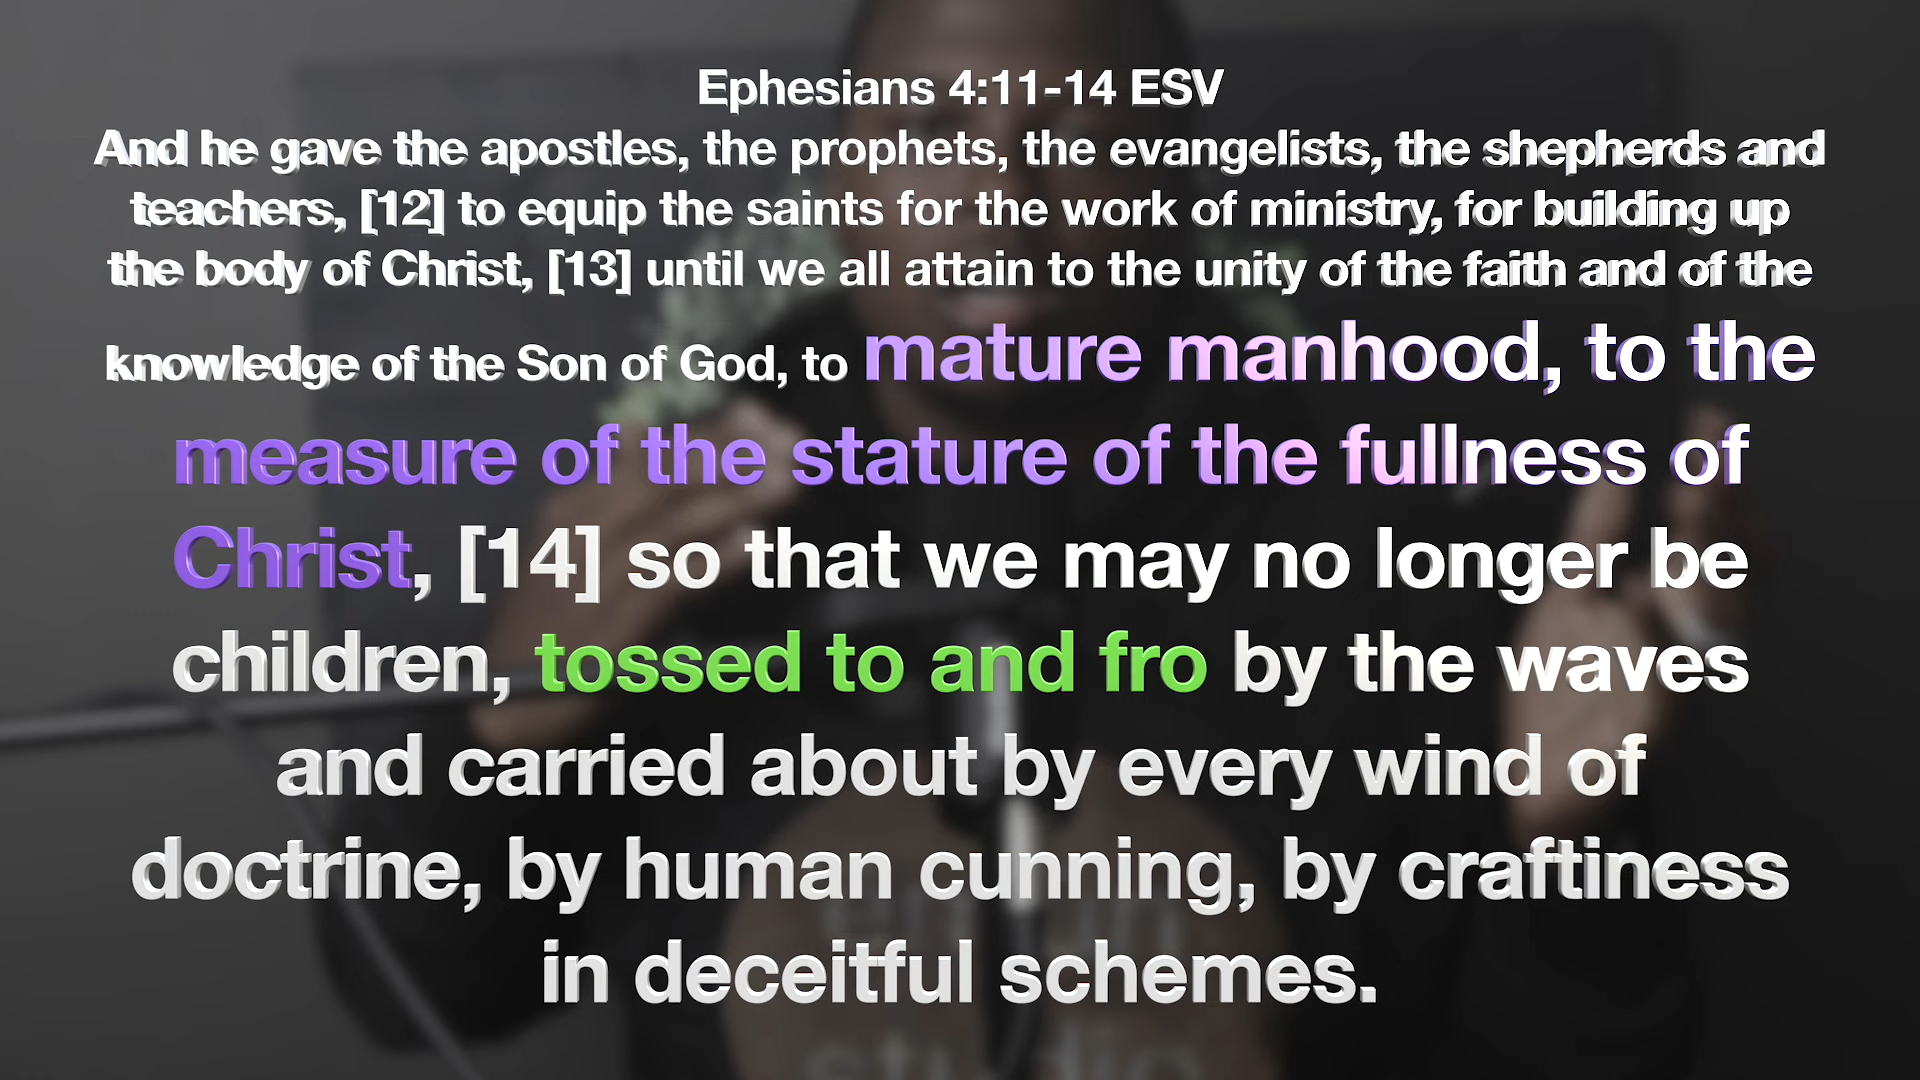 Ephesians 4:11-14 ESV
And he gave the apostles, the prophets, the evangelists, the shepherds and
teachers, [12] to equip the saints for the work of ministry, for building up
the body of Christ, [13] until we all attain to the unity of the faith and of the
knowledge of the Son of God, to mature manhood, to the
measure of the stature of the fullness of
Christ, [14] so that we may no longer be
children, tossed to and fro by the waves
and carried about by every wind of
doctrine, by human cunning, by craftiness
in deceitful schemes.